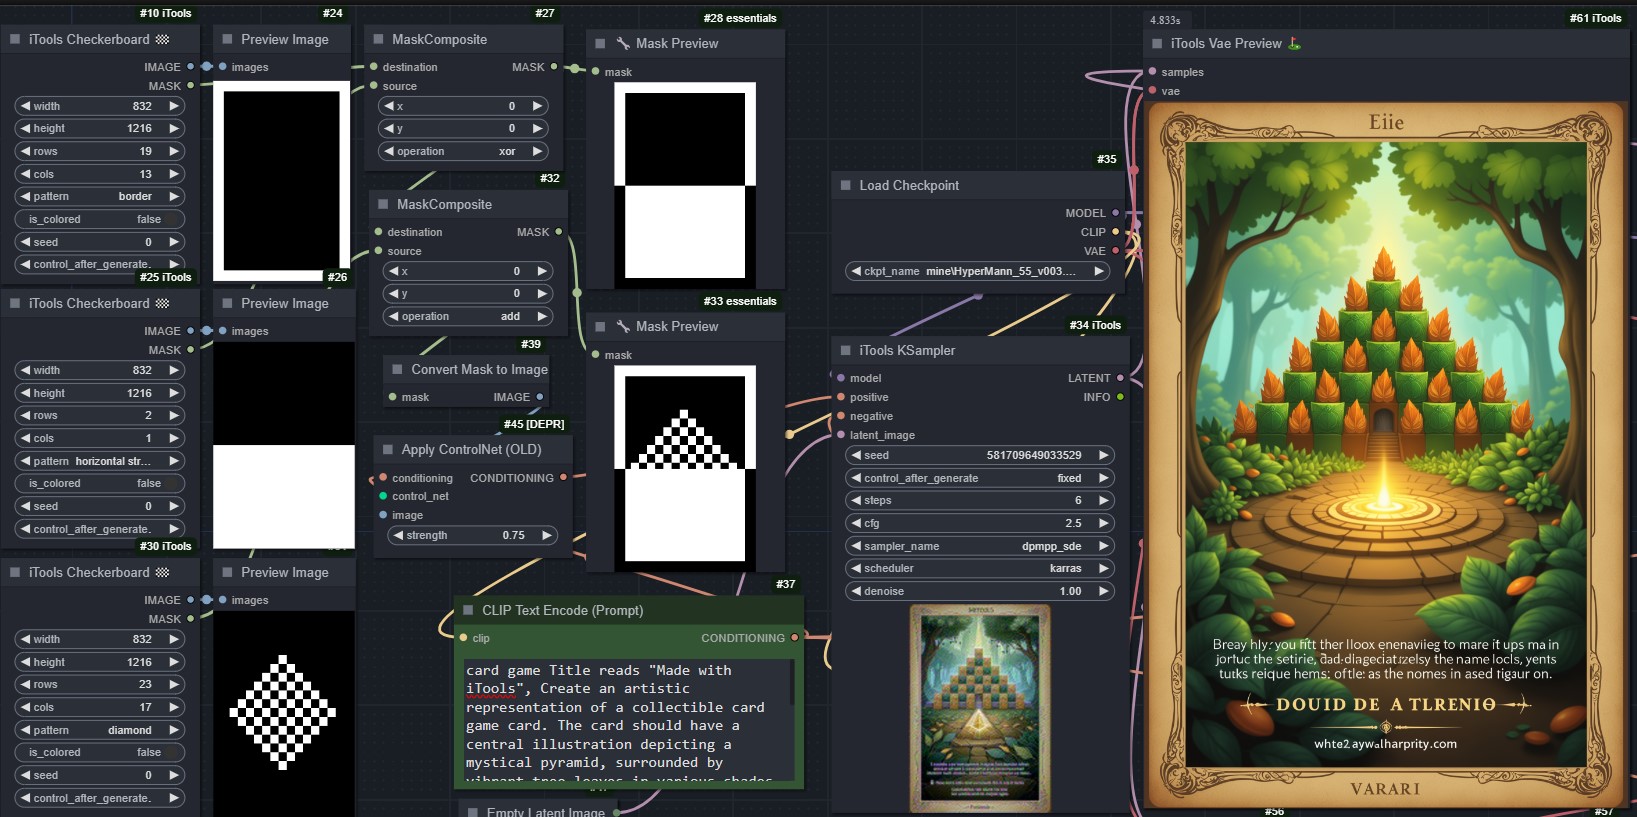 #10 iTools
iTools Checkerboard
IMAGE
MASK
width 832
height 1216
rows 19
cols 13
pattern border
is_colored false
seed 0
control_after_generate.
#24
Preview Image
images
#25 iTools
iTools Checkerboard
IMAGE
MASK
width 832
height 1216
rows 2
cols 1
pattern horizontal str...
is_colored false
seed 0
control_after_generate.
#26
Preview Image
images
#30 iTools
iTools Checkerboard
IMAGE
MASK
width 832
height 1216
rows 23
cols 17
pattern diamond
is_colored false
seed 0
control_after_generate.
Preview Image
images
#27
MaskComposite
destination MASK
source
x 0
y 0
operation xor
#32
MaskComposite
destination MASK
source
x 0
y 0
operation add
#39
Convert Mask to Image
mask IMAGE
#45 [DEPR]
Apply ControlNet (OLD)
conditioning CONDITIONING
control_net
image
strength 0.75
#28 essentials
Mask Preview
mask
#33 essentials
Mask Preview
mask
#37
CLIP Text Encode (Prompt)
clip CONDITIONING
card game Title reads "Made with
iTools", Create an artistic
representation of a collectible card
game card. The card should have a
central illustration depicting a
mystical pyramid, surrounded by
vibrant tree leaves in various shades
Empty Latent Image
#35
Load Checkpoint
MODEL
CLIP
VAE
ckpt_name mine\HyperMann_55_v003....
#34 iTools
iTools KSampler
model LATENT
positive INFO
negative
latent_image
seed 581709649033529
control_after_generate fixed
steps 6
cfg 2.5
sampler_name dpmpp_sde
scheduler karras
denoise 1.00
4.833s
#61 iTools
iTools Vae Preview
samples
vae
Eiie
Breay hly: you fitt ther lloox enenavieeg to mare it ups ma in
jortuc the setirie, the name locls, yents
tutks reique hems; oftle: as the nomes in ased tigaur on.
DOUID DE A TLRENIO
whte2 aywalharprity.com
VARARI
#56
#57